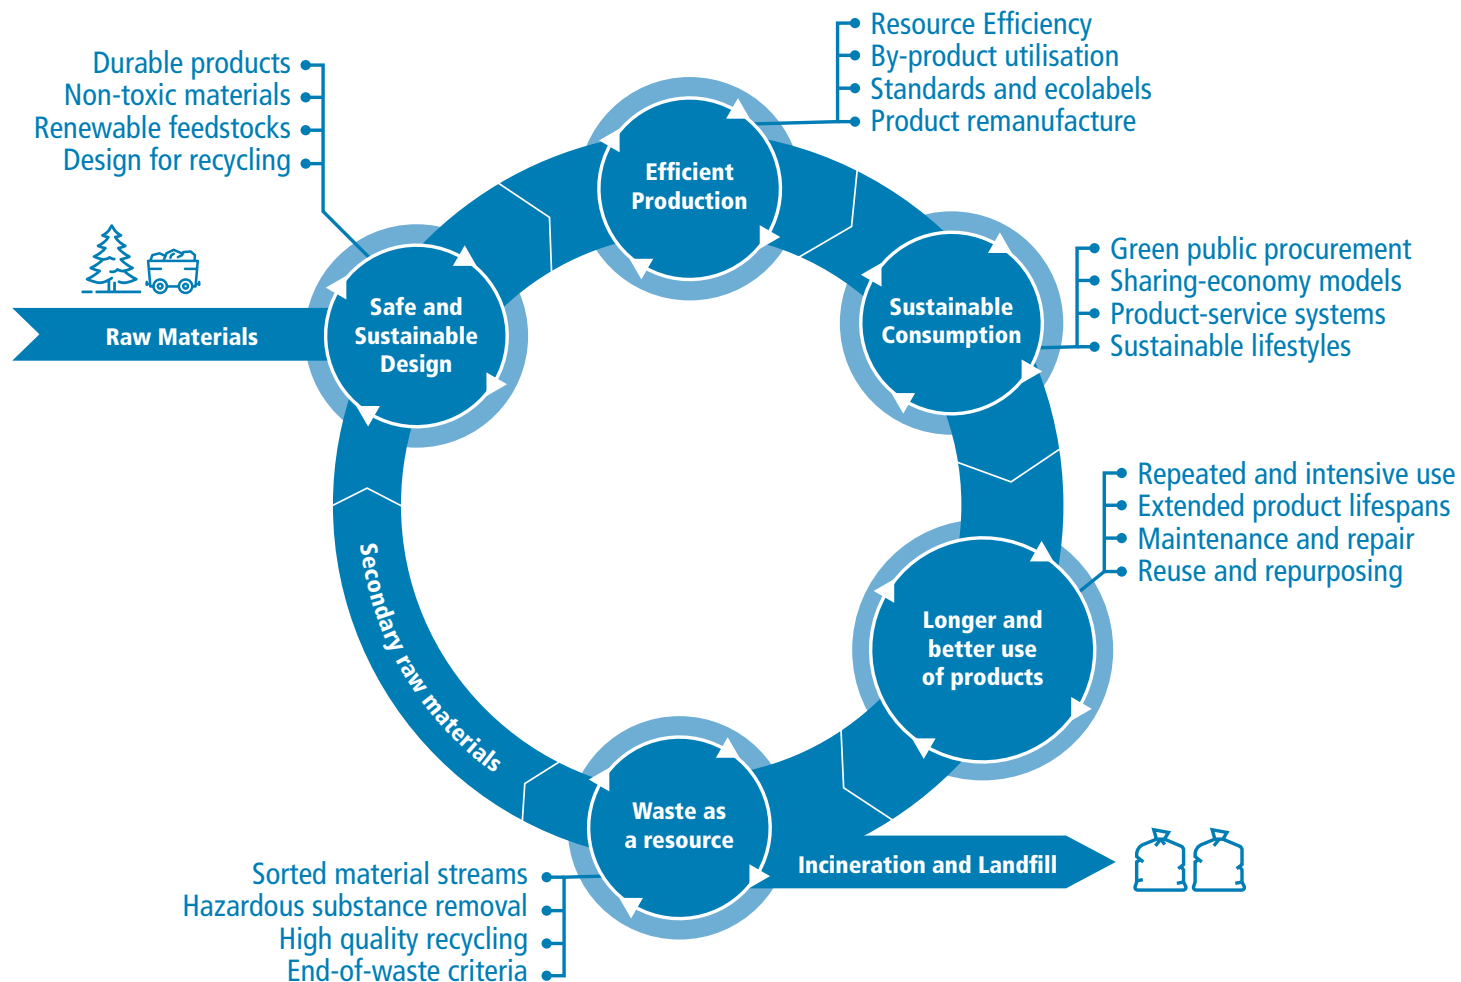 Durable products
Non-toxic materials
Renewable feedstocks
Design for recycling
Resource Efficiency
By-product utilisation
Standards and ecolabels
Product remanufacture
Efficient
Production
Green public procurement
Sharing-economy models
Product-service systems
Sustainable lifestyles
Sustainable
Consumption
Raw Materials
Safe and
Sustainable
Design
Repeated and intensive use
Extended product lifespans
Maintenance and repair
Reuse and repurposing
Longer and
better use
of products
Secondary raw materials
Waste as
a resource
Incineration and Landfill
Sorted material streams
Hazardous substance removal
High quality recycling
End-of-waste criteria